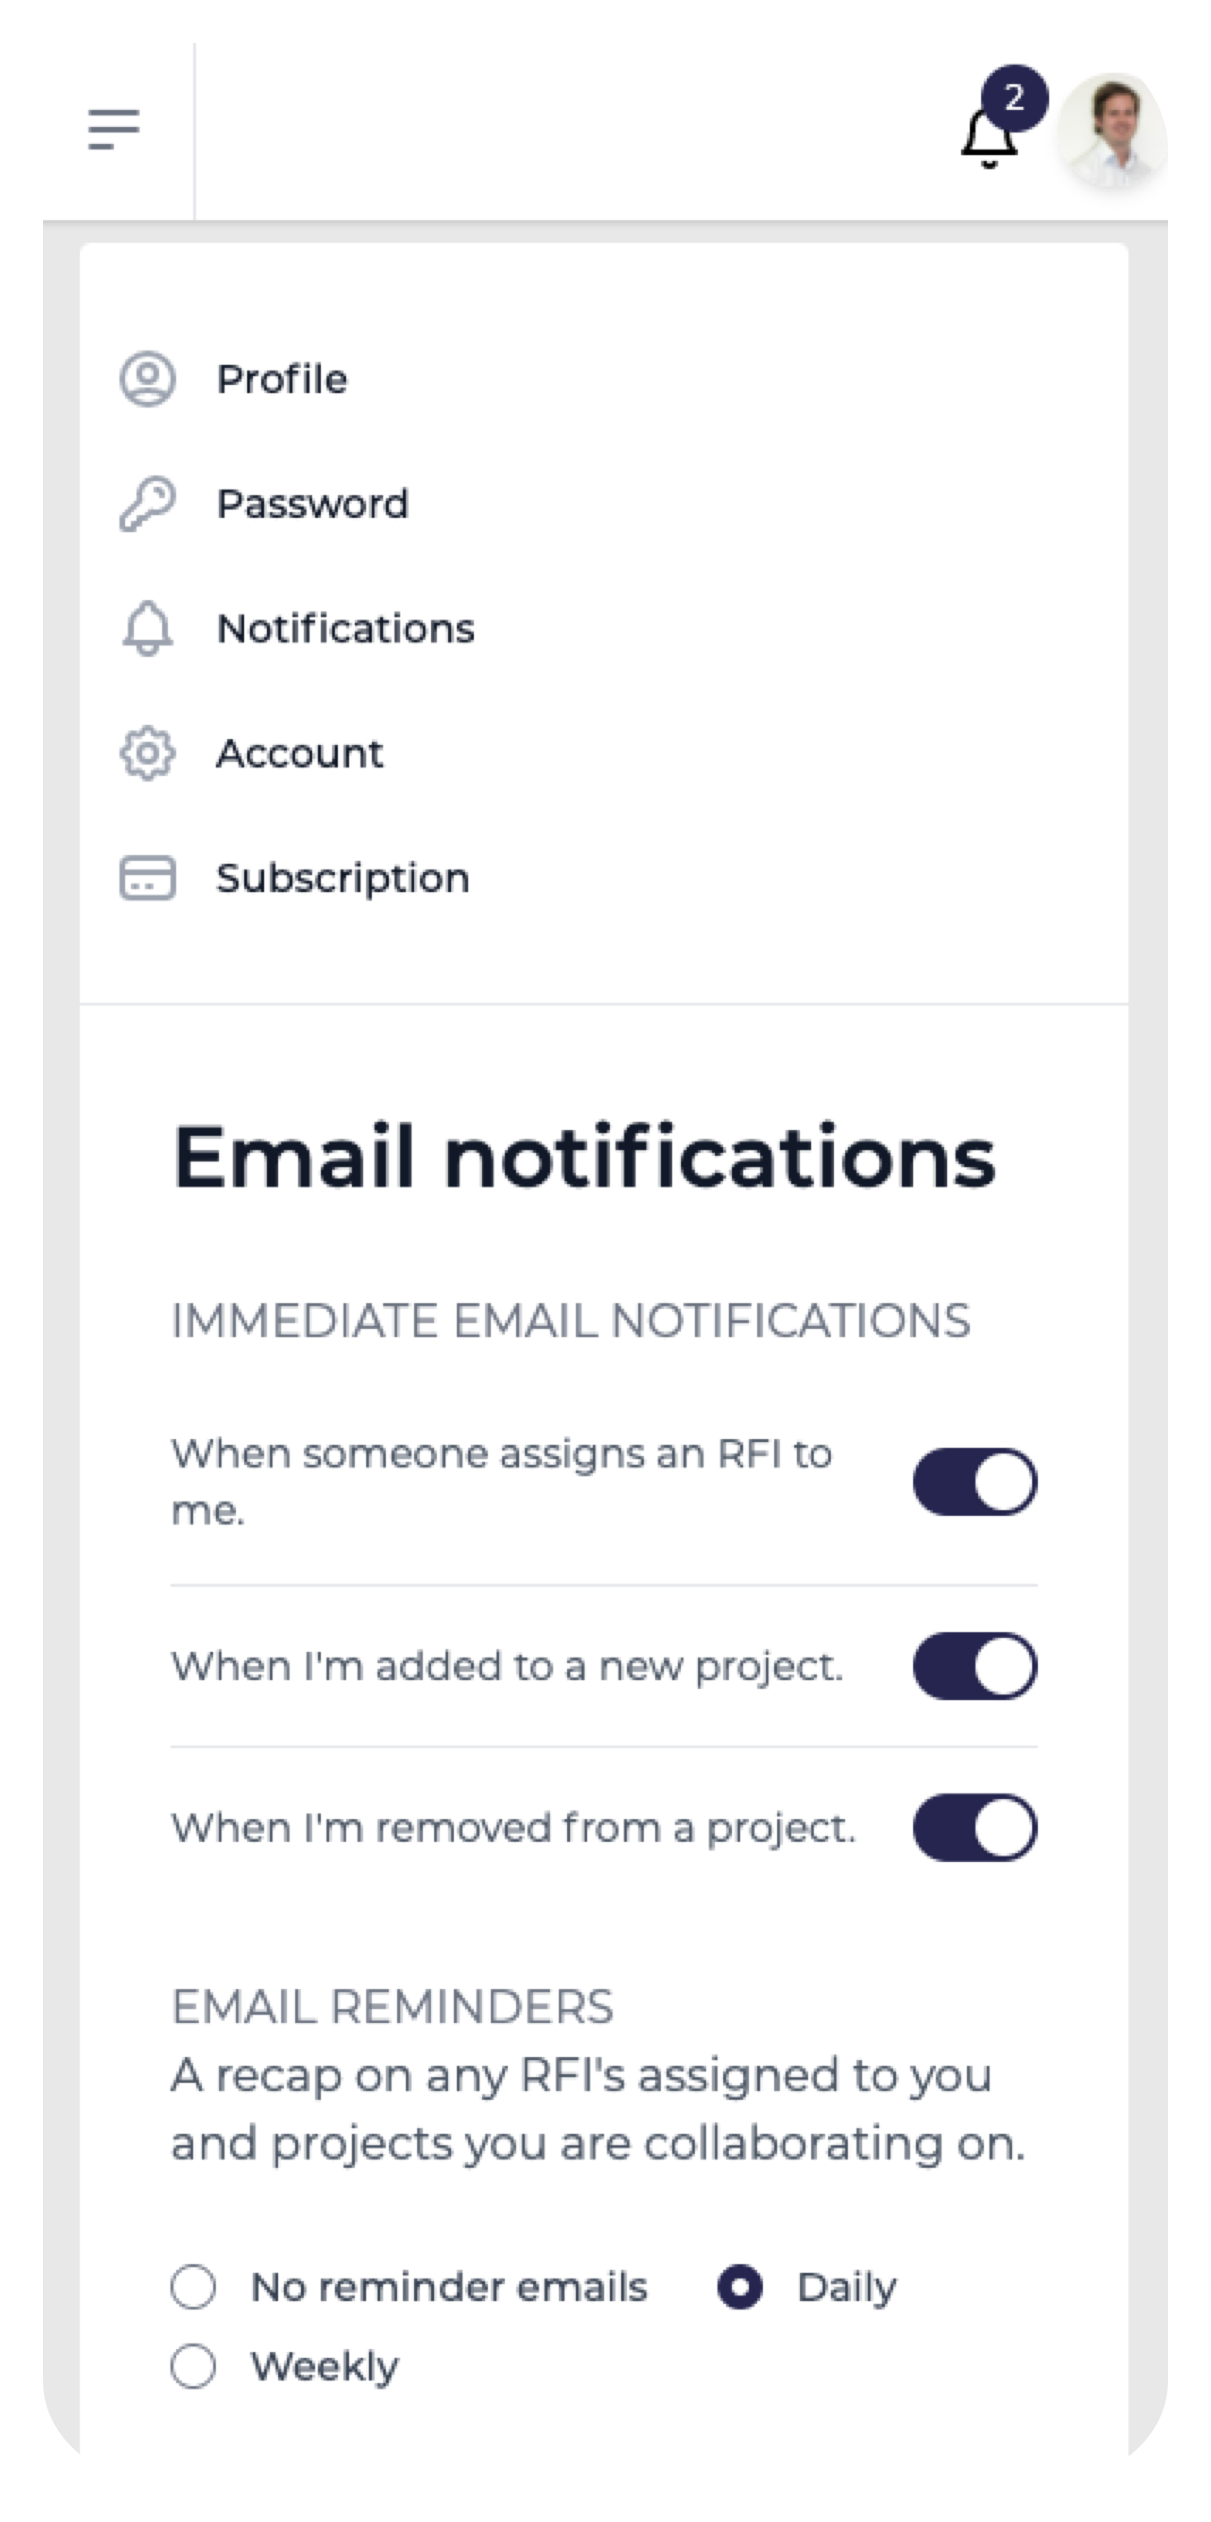 2
Profile
Password
Notifications
Account
Subscription
Email notifications
IMMEDIATE EMAIL NOTIFICATIONS
When someone assigns an RFI to
me.
When I'm added to a new project.
When I'm removed from a project.
EMAIL REMINDERS
A recap on any RFI's assigned to you
and projects you are collaborating on.
No reminder emails Daily
Weekly